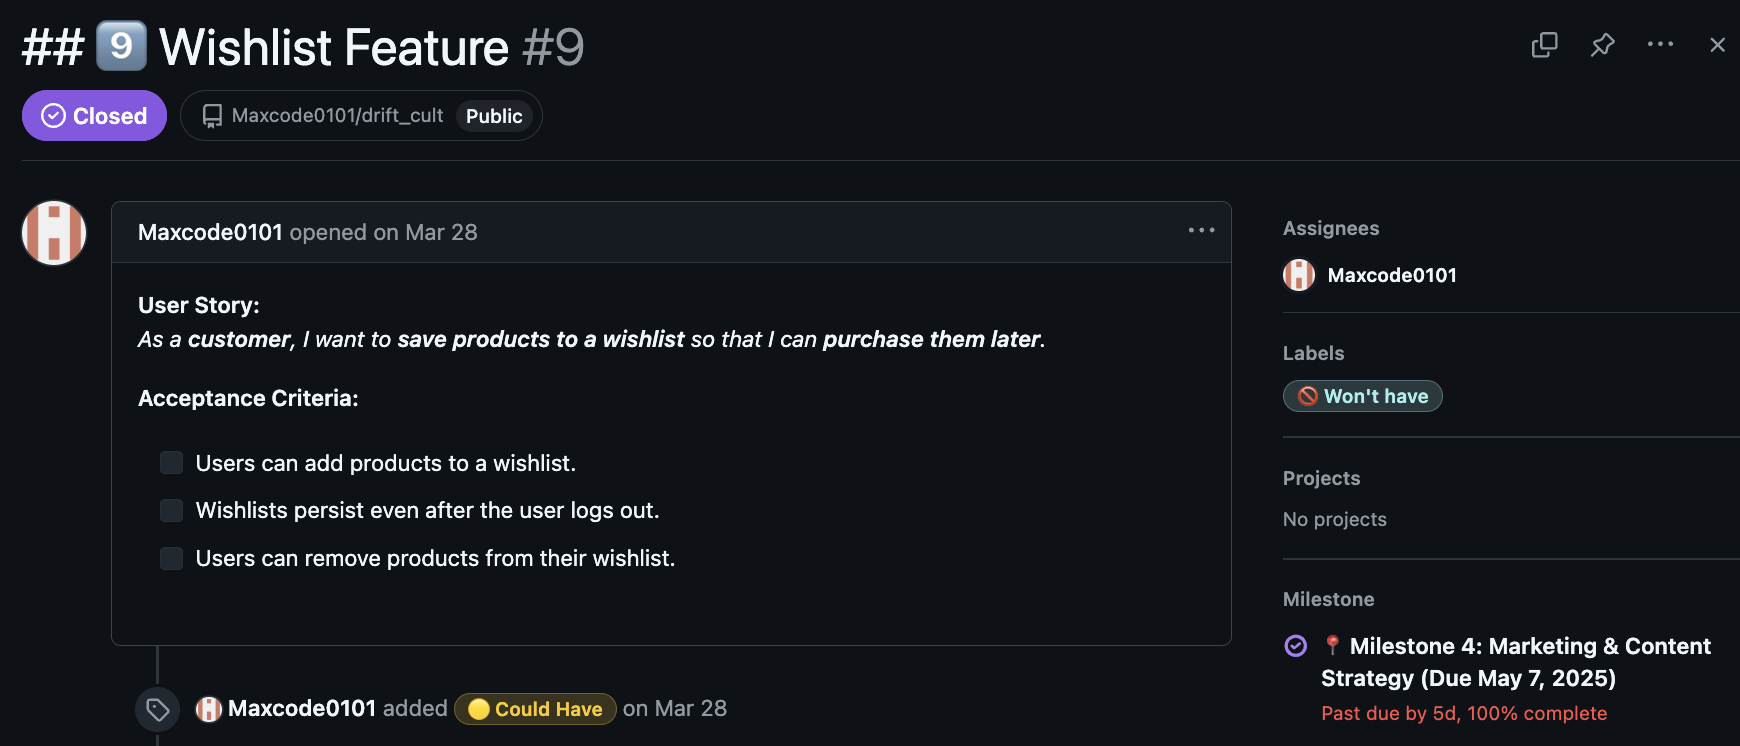 ## 9️⃣ Wishlist Feature #9
Closed
Maxcode0101/drift_cult Public
Maxcode0101 opened on Mar 28
User Story:
As a customer, I want to save products to a wishlist so that I can purchase them later.
Acceptance Criteria:
Users can add products to a wishlist.
Wishlists persist even after the user logs out.
Users can remove products from their wishlist.
Maxcode0101 added 🟡 Could Have on Mar 28
Assignees
Maxcode0101
Labels
🚫 Won't have
Projects
No projects
Milestone
📍 Milestone 4: Marketing & Content
Strategy (Due May 7, 2025)
Past due by 5d, 100% complete